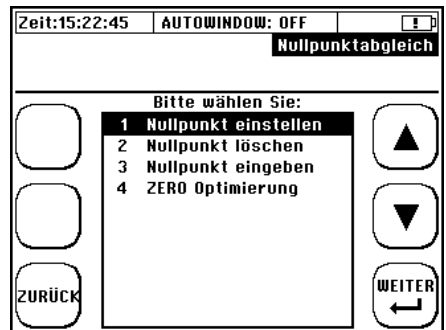 Zeit:15:22:45 AUTOWINDOW: OFF !
Nullpunktabgleich
Bitte wählen Sie:
1 Nullpunkt einstellen
2 Nullpunkt löschen
3 Nullpunkt eingeben
4 ZERO Optimierung
ZURÜCK
WEITER